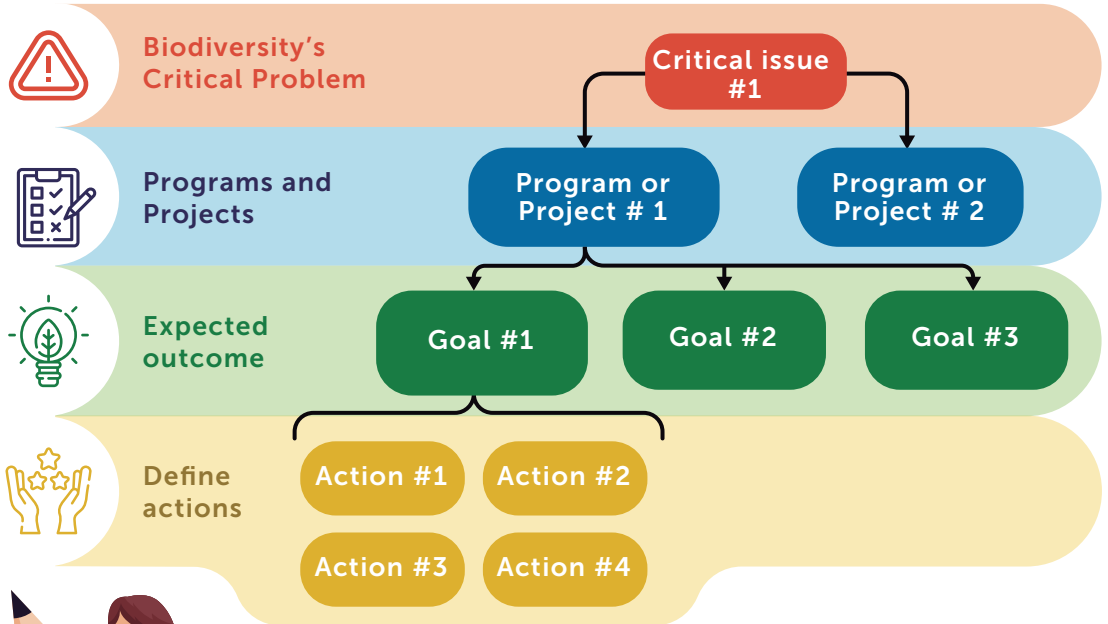 Biodiversity's
Critical Problem
Critical issue
#1
Programs and
Projects
Program or
Project # 1
Program or
Project # 2
Expected
outcome
Goal #1
Goal #2
Goal #3
Define
actions
Action #1
Action #2
Action #3
Action #4